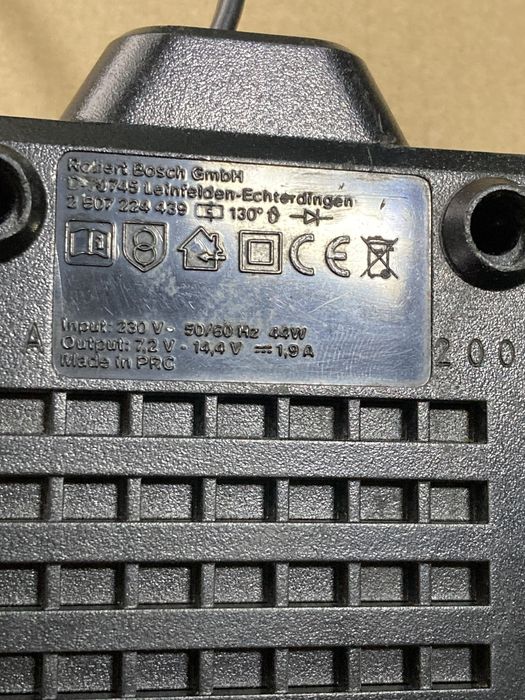 Robert Bosch GmbH
D-70745 Leinfelden-Echterdingen
2 607 224 439 130°
CE
Input: 230 V~ 50/60 Hz 44W
A
Output: 7,2 V - 14,4 V ⎓ 1,9 A
200
Made in PRC